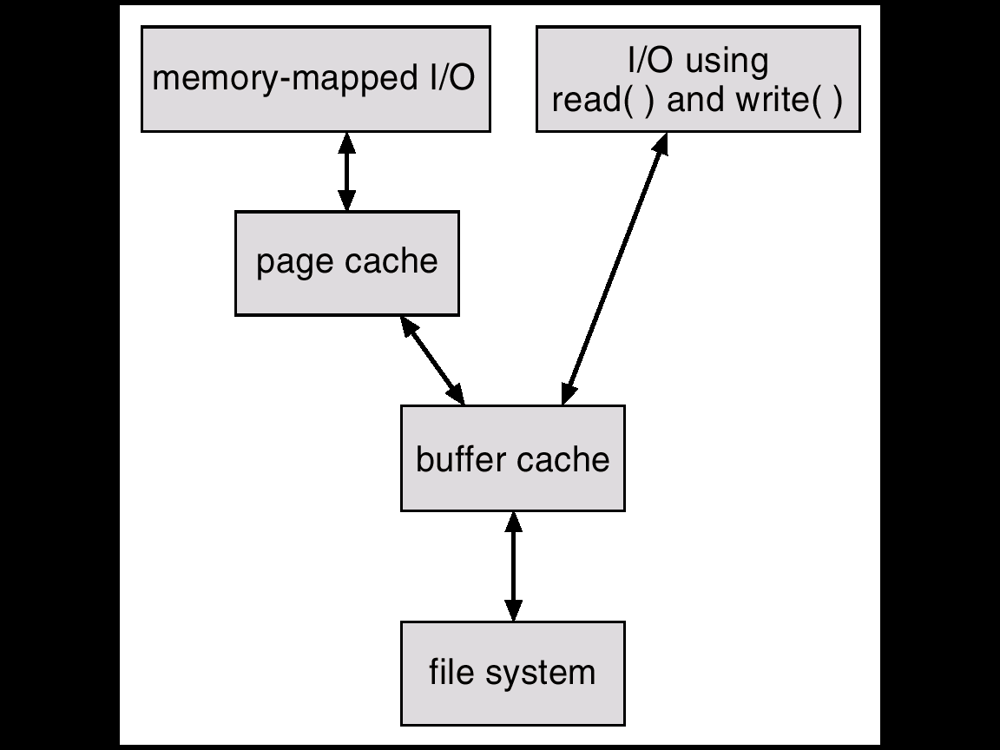 memory-mapped I/O
I/O using
read( ) and write( )
page cache
buffer cache
file system